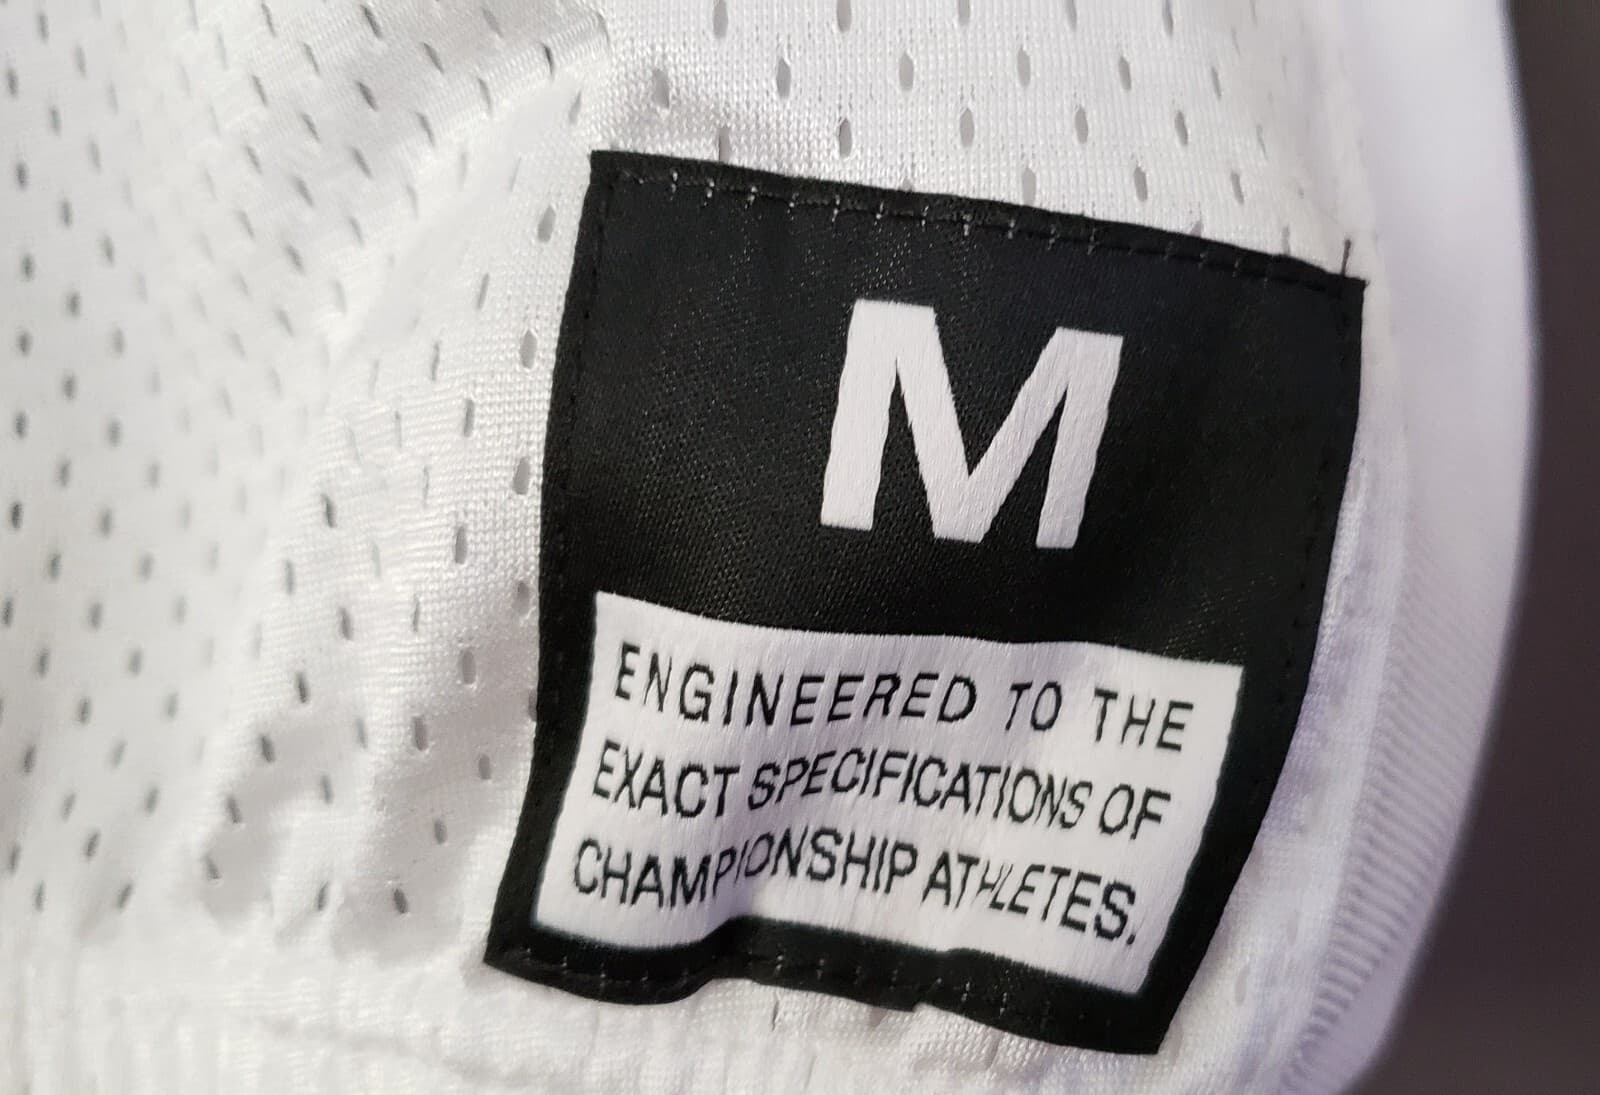 M
ENGINEERED TO THE
EXACT SPECIFICATIONS OF
CHAMPIONSHIP ATHLETES.